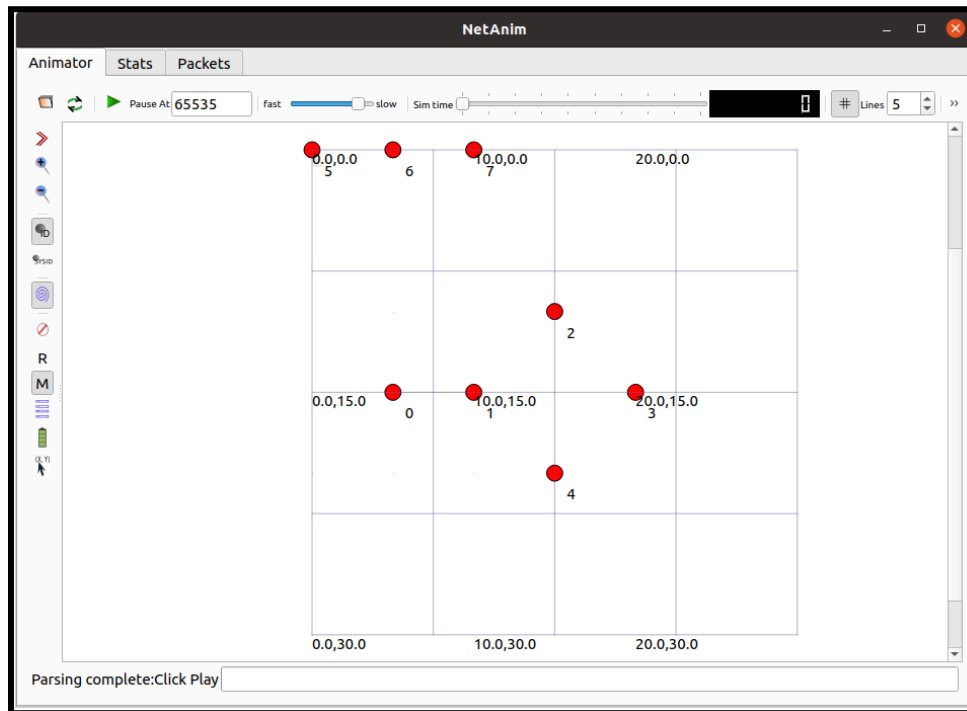 NetAnim
Animator Stats Packets
Pause At 65535 fast slow Sim time 0 # Lines 5 »
ID
SYSID
R
M
(X, Y)
0.0,0.0 10.0,0.0 20.0,0.0
5 6 7
2
0.0,15.0 10.0,15.0 20.0,15.0
0 1 3
4
0.0,30.0 10.0,30.0 20.0,30.0
Parsing complete:Click Play